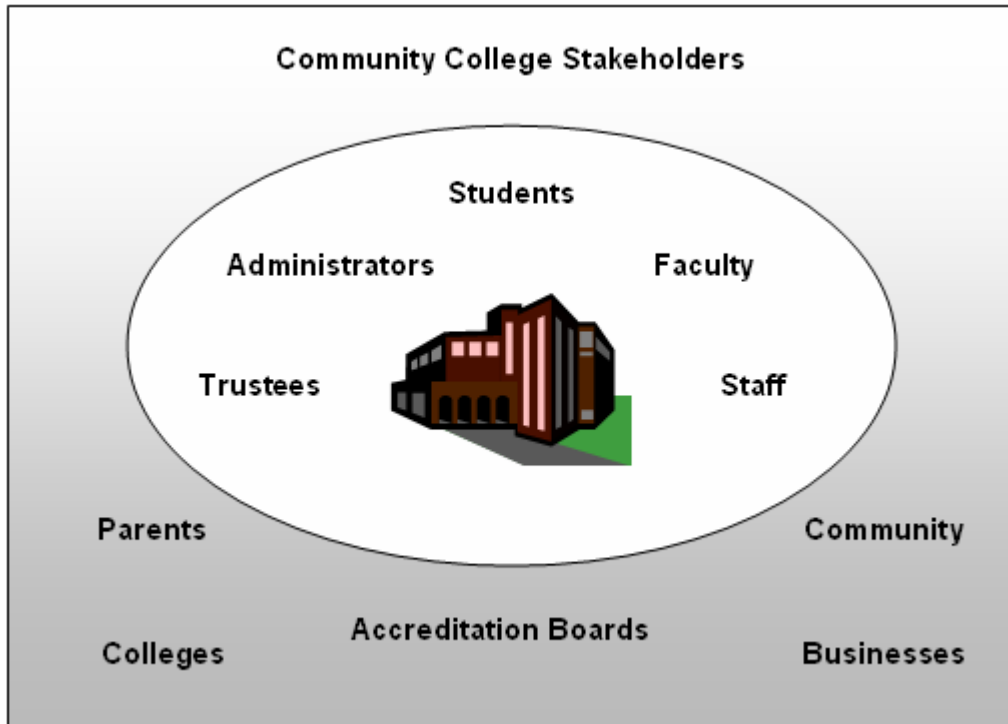 Community College Stakeholders
Students
Administrators
Faculty
Trustees
Staff
Parents
Community
Accreditation Boards
Colleges
Businesses